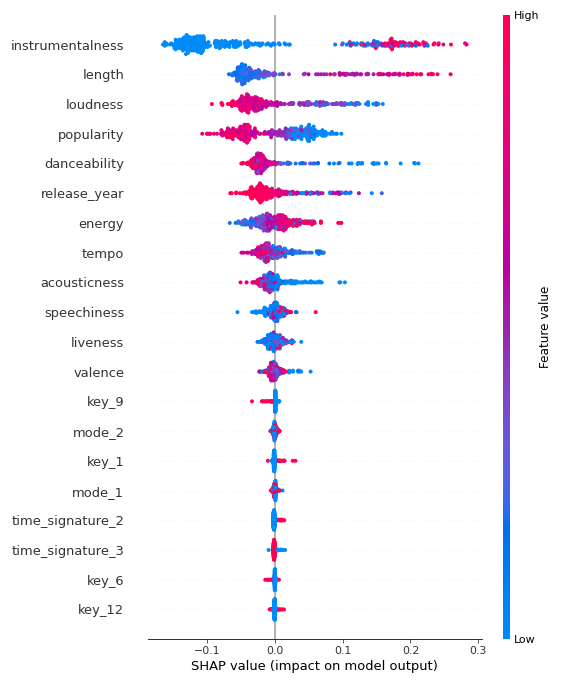 High
instrumentalness
length
loudness
popularity
danceability
release_year
energy
tempo
acousticness
speechiness
liveness
valence
key_9
mode_2
key_1
mode_1
time_signature_2
time_signature_3
key_6
key_12
Feature value
Low
−0.1 0.0 0.1 0.2 0.3
SHAP value (impact on model output)